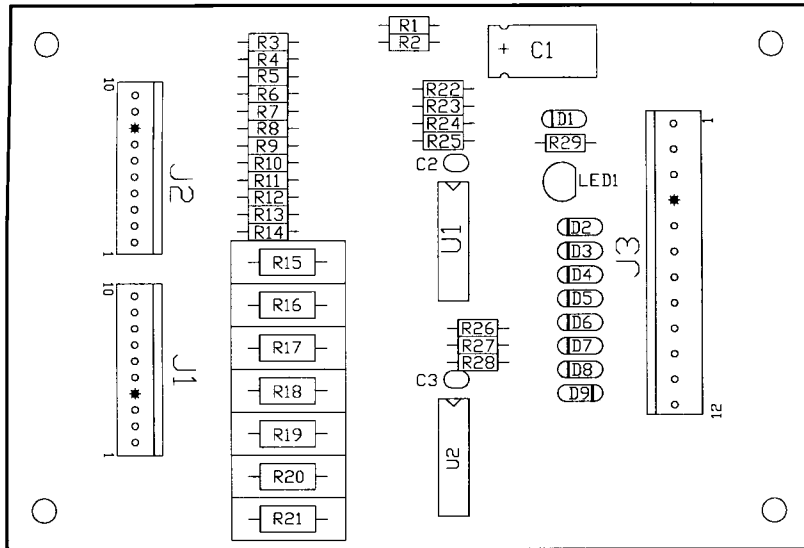 R1
R2
+ C1
R3
R4
R5
R6
R7
R8
R9
R10
R11
R12
R13
R14
R15
R16
R17
R18
R19
R20
R21
10
J2
1
10
J1
1
R22
R23
R24
R25
C2
U1
R26
R27
R28
C3
U2
D1
R29
LED1
D2
D3
D4
D5
D6
D7
D8
D9
1
J3
12